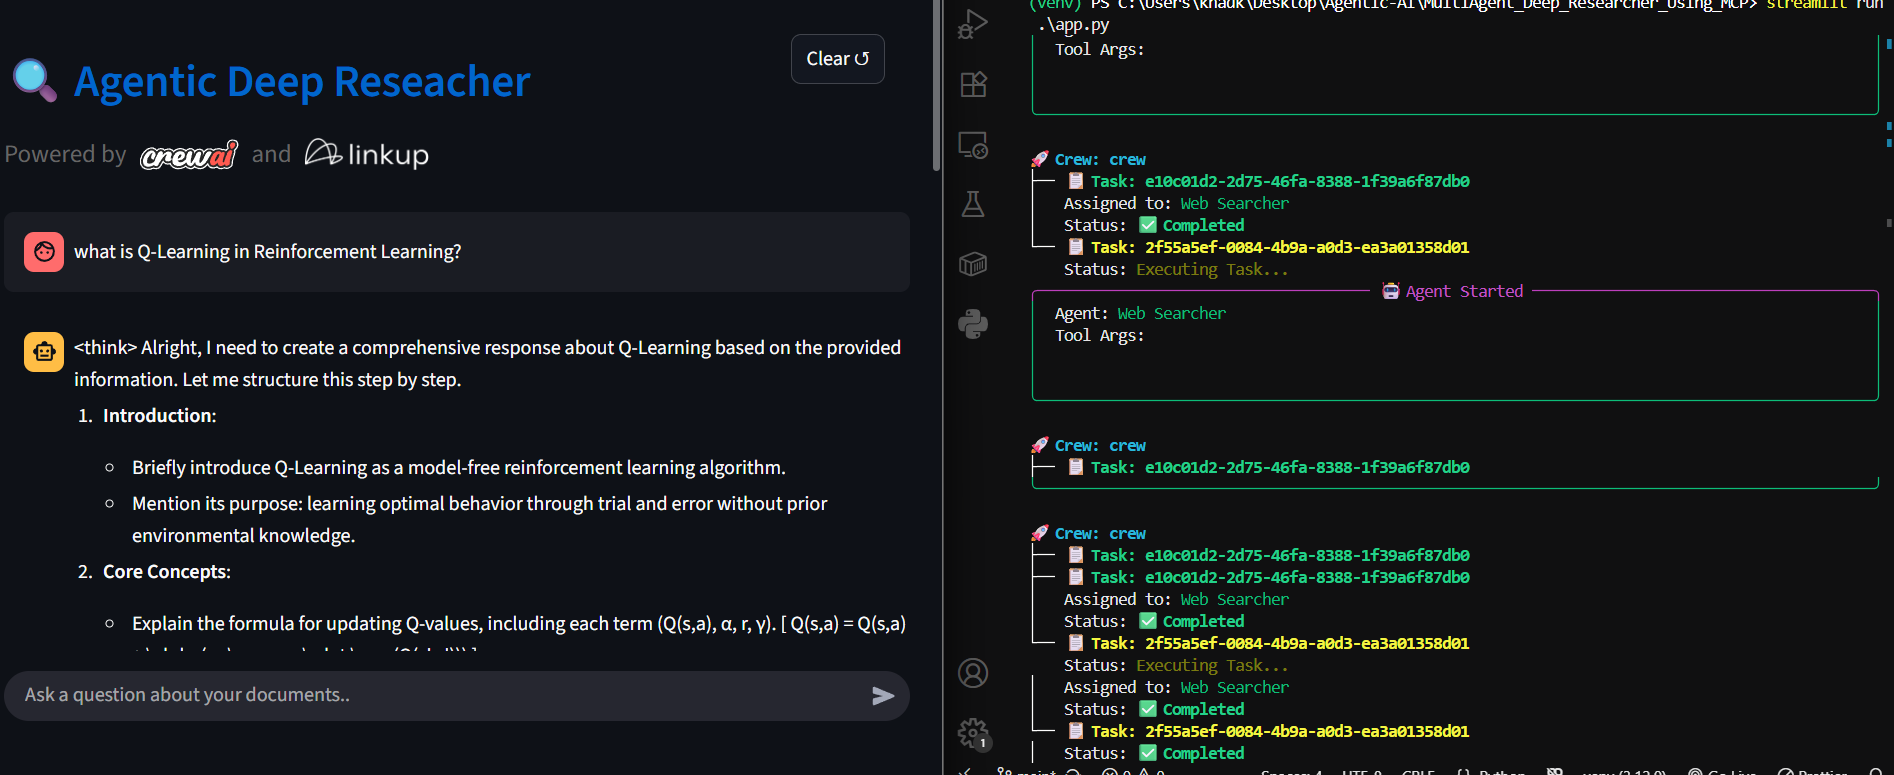 Agentic Deep Reseacher
Clear ↺
Powered by crewai and linkup
what is Q-Learning in Reinforcement Learning?
<think> Alright, I need to create a comprehensive response about Q-Learning based on the provided
information. Let me structure this step by step.
1. Introduction:
○ Briefly introduce Q-Learning as a model-free reinforcement learning algorithm.
○ Mention its purpose: learning optimal behavior through trial and error without prior
environmental knowledge.
2. Core Concepts:
○ Explain the formula for updating Q-values, including each term (Q(s,a), α, r, γ). [ Q(s,a) = Q(s,a)
Ask a question about your documents..
(venv) PS C:\Users\khadk\Desktop\Agentic-AI\MultiAgent_Deep_Researcher_Using_MCP> streamlit run
.\app.py
Tool Args:
Crew: crew
Task: e10c01d2-2d75-46fa-8388-1f39a6f87db0
Assigned to: Web Searcher
Status: ✅ Completed
Task: 2f55a5ef-0084-4b9a-a0d3-ea3a01358d01
Status: Executing Task...
Agent Started
Agent: Web Searcher
Tool Args:
Crew: crew
Task: e10c01d2-2d75-46fa-8388-1f39a6f87db0
Crew: crew
Task: e10c01d2-2d75-46fa-8388-1f39a6f87db0
Task: e10c01d2-2d75-46fa-8388-1f39a6f87db0
Assigned to: Web Searcher
Status: ✅ Completed
Task: 2f55a5ef-0084-4b9a-a0d3-ea3a01358d01
Status: Executing Task...
Assigned to: Web Searcher
Status: ✅ Completed
Task: 2f55a5ef-0084-4b9a-a0d3-ea3a01358d01
Status: ✅ Completed
1